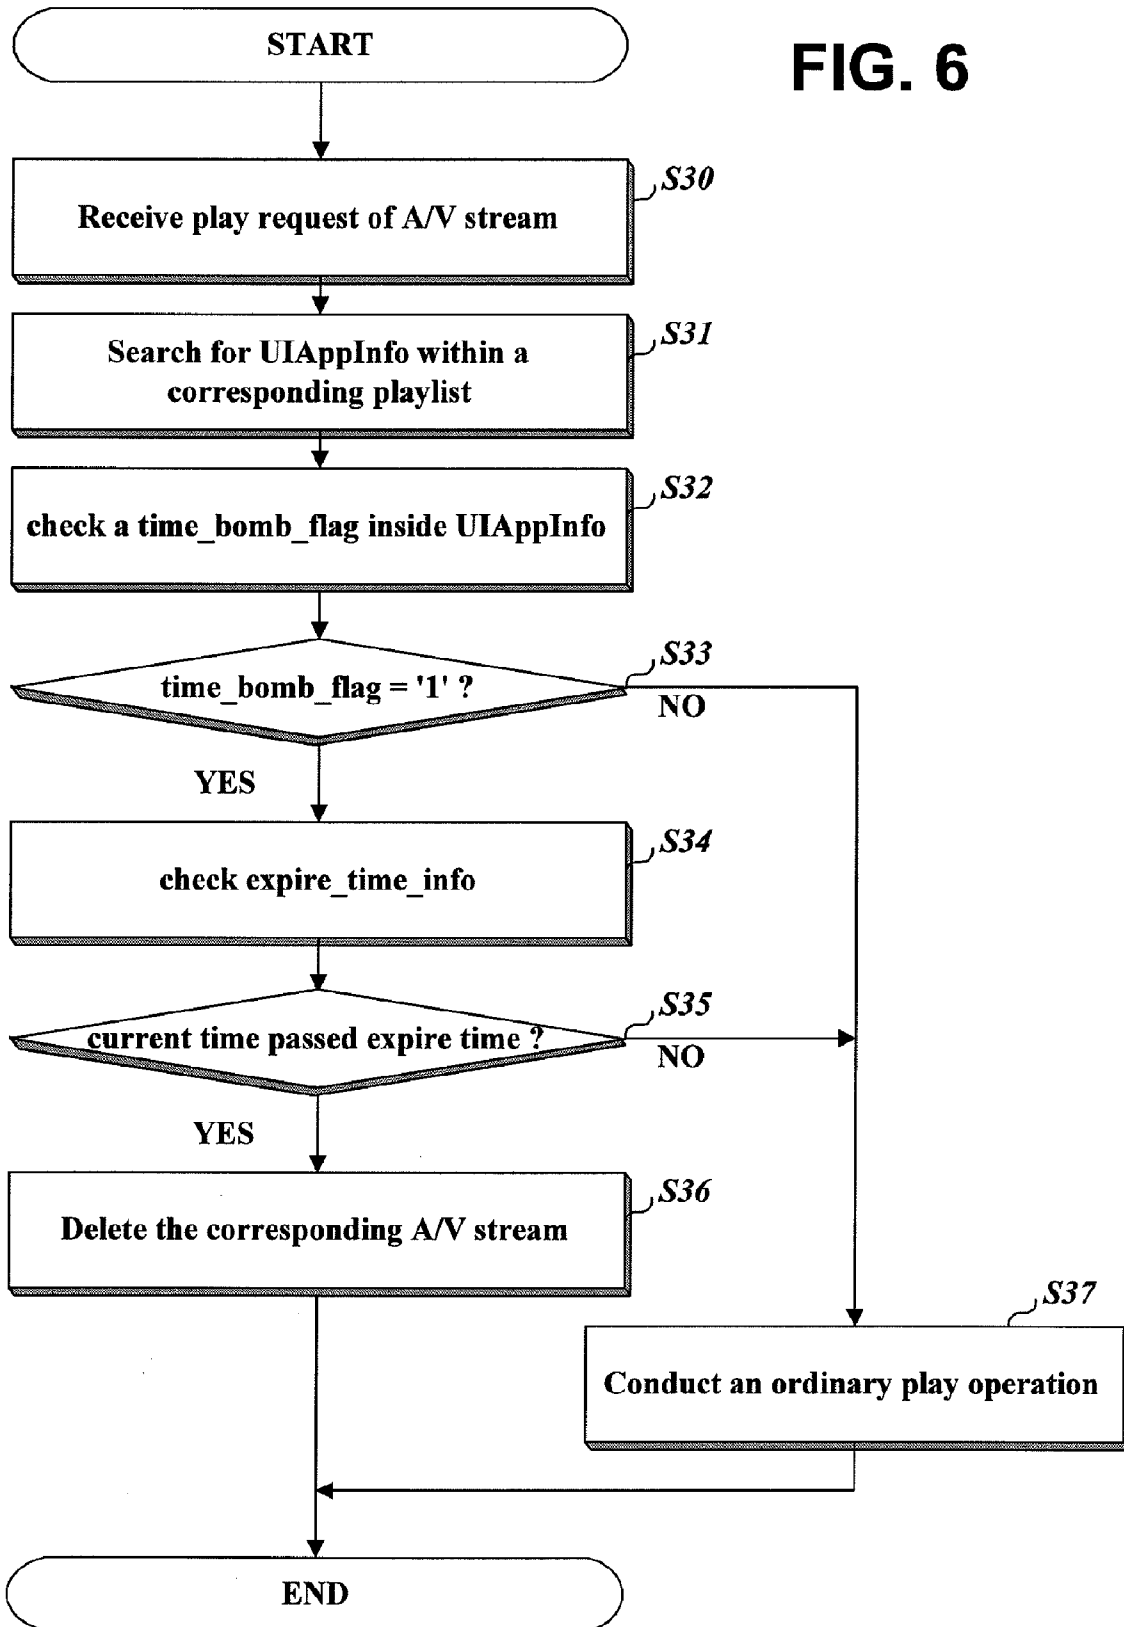 START
FIG. 6
S30
Receive play request of A/V stream
S31
Search for UIAppInfo within a
corresponding playlist
S32
check a time_bomb_flag inside UIAppInfo
S33
time_bomb_flag = '1' ?
NO
YES
S34
check expire_time_info
S35
current time passed expire time ?
NO
YES
S36
Delete the corresponding A/V stream
S37
Conduct an ordinary play operation
END